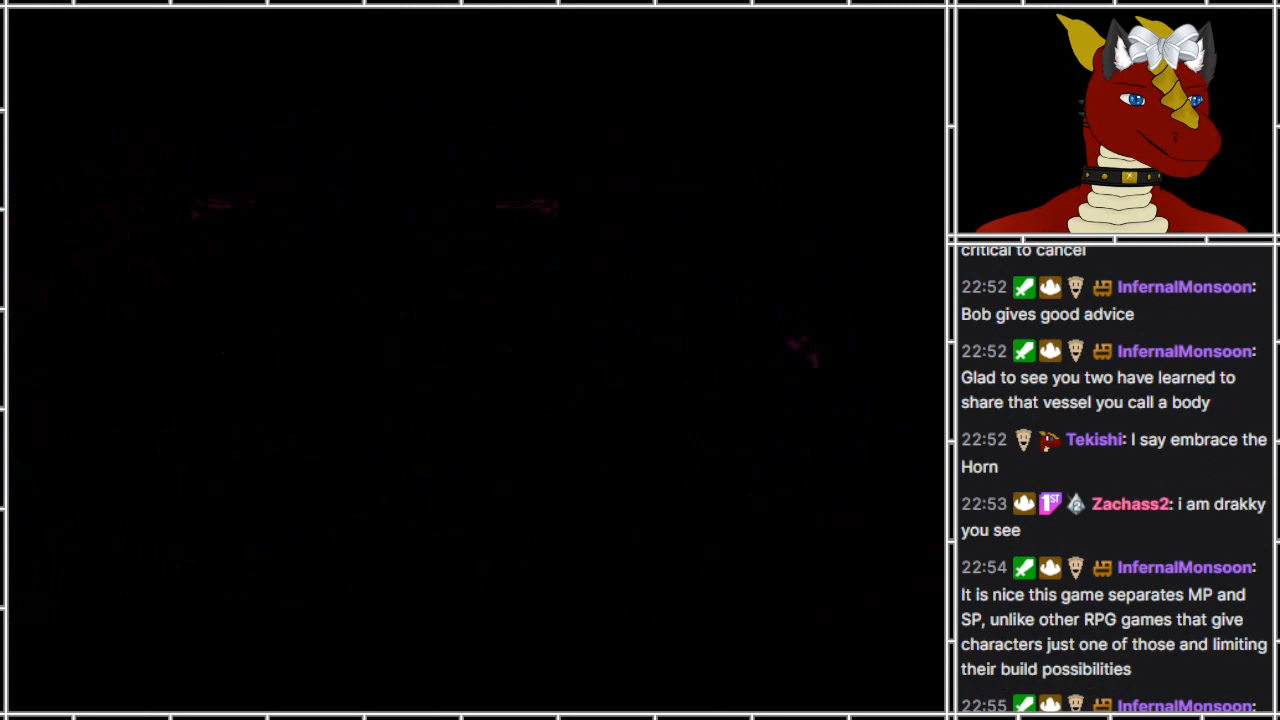 critical to cancel
22:52 InfernalMonsoon:
Bob gives good advice
22:52 InfernalMonsoon:
Glad to see you two have learned to
share that vessel you call a body
22:52 Tekishi: I say embrace the
Horn
22:53 1ST 2 Zachass2: i am drakky
you see
22:54 InfernalMonsoon:
It is nice this game separates MP and
SP, unlike other RPG games that give
characters just one of those and limiting
their build possibilities
22:55 InfernalMonsoon: